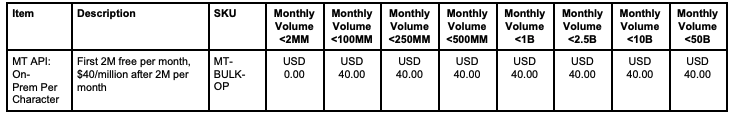 Item Description SKU Monthly Volume <2MM Monthly Volume <100MM Monthly Volume <250MM Monthly Volume <500MM Monthly Volume <1B Monthly Volume <2.5B Monthly Volume <10B Monthly Volume <50B
MT API: On-Prem Per Character First 2M free per month, $40/million after 2M per month MT-BULK-OP USD 0.00 USD 40.00 USD 40.00 USD 40.00 USD 40.00 USD 40.00 USD 40.00 USD 40.00